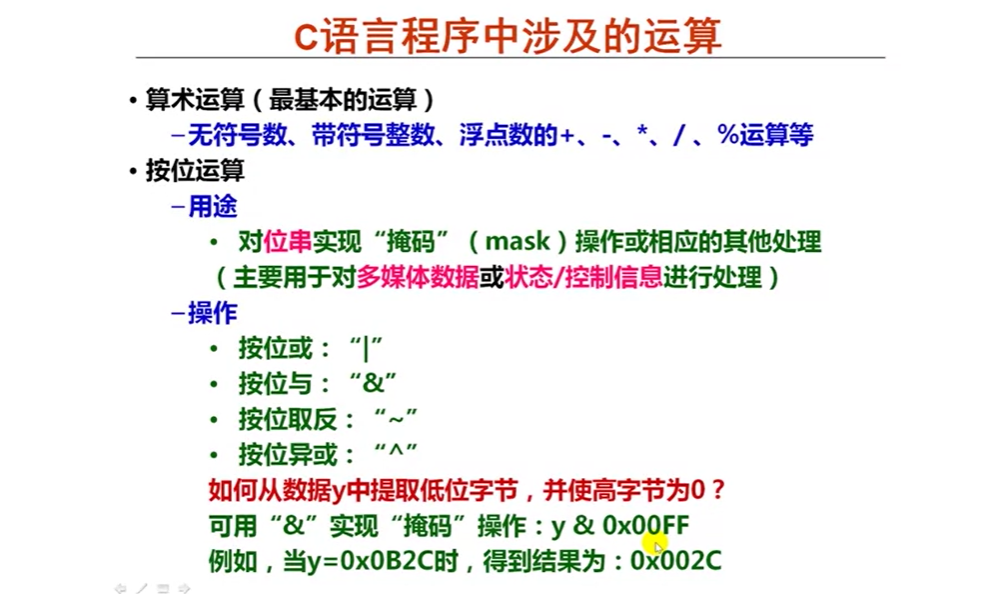 C语言程序中涉及的运算
• 算术运算（最基本的运算）
–无符号数、带符号整数、浮点数的+、-、*、/ 、%运算等
• 按位运算
–用途
• 对位串实现“掩码”（mask）操作或相应的其他处理
（主要用于对多媒体数据或状态/控制信息进行处理）
–操作
• 按位或：“|”
• 按位与：“&”
• 按位取反：“~”
• 按位异或：“^”
如何从数据y中提取低位字节，并使高字节为0？
可用“&”实现“掩码”操作：y & 0x00FF
例如，当y=0x0B2C时，得到结果为：0x002C